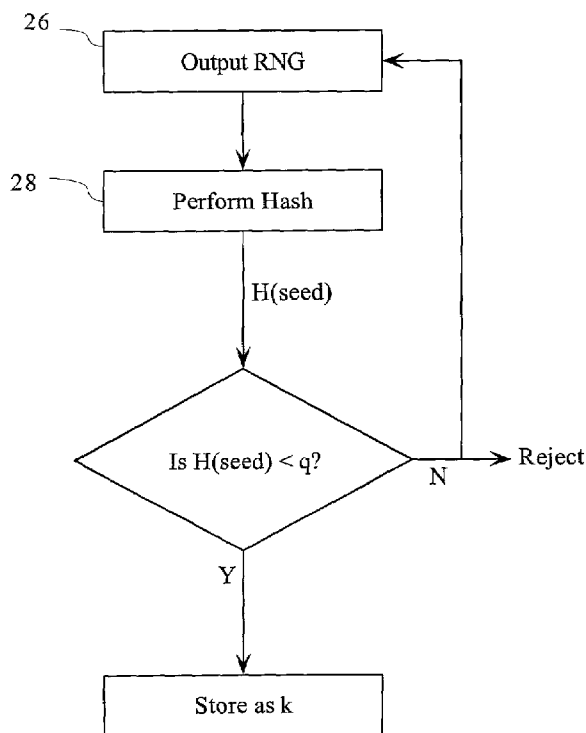 26
Output RNG
28
Perform Hash
H(seed)
Is H(seed) < q?
N
Reject
Y
Store as k